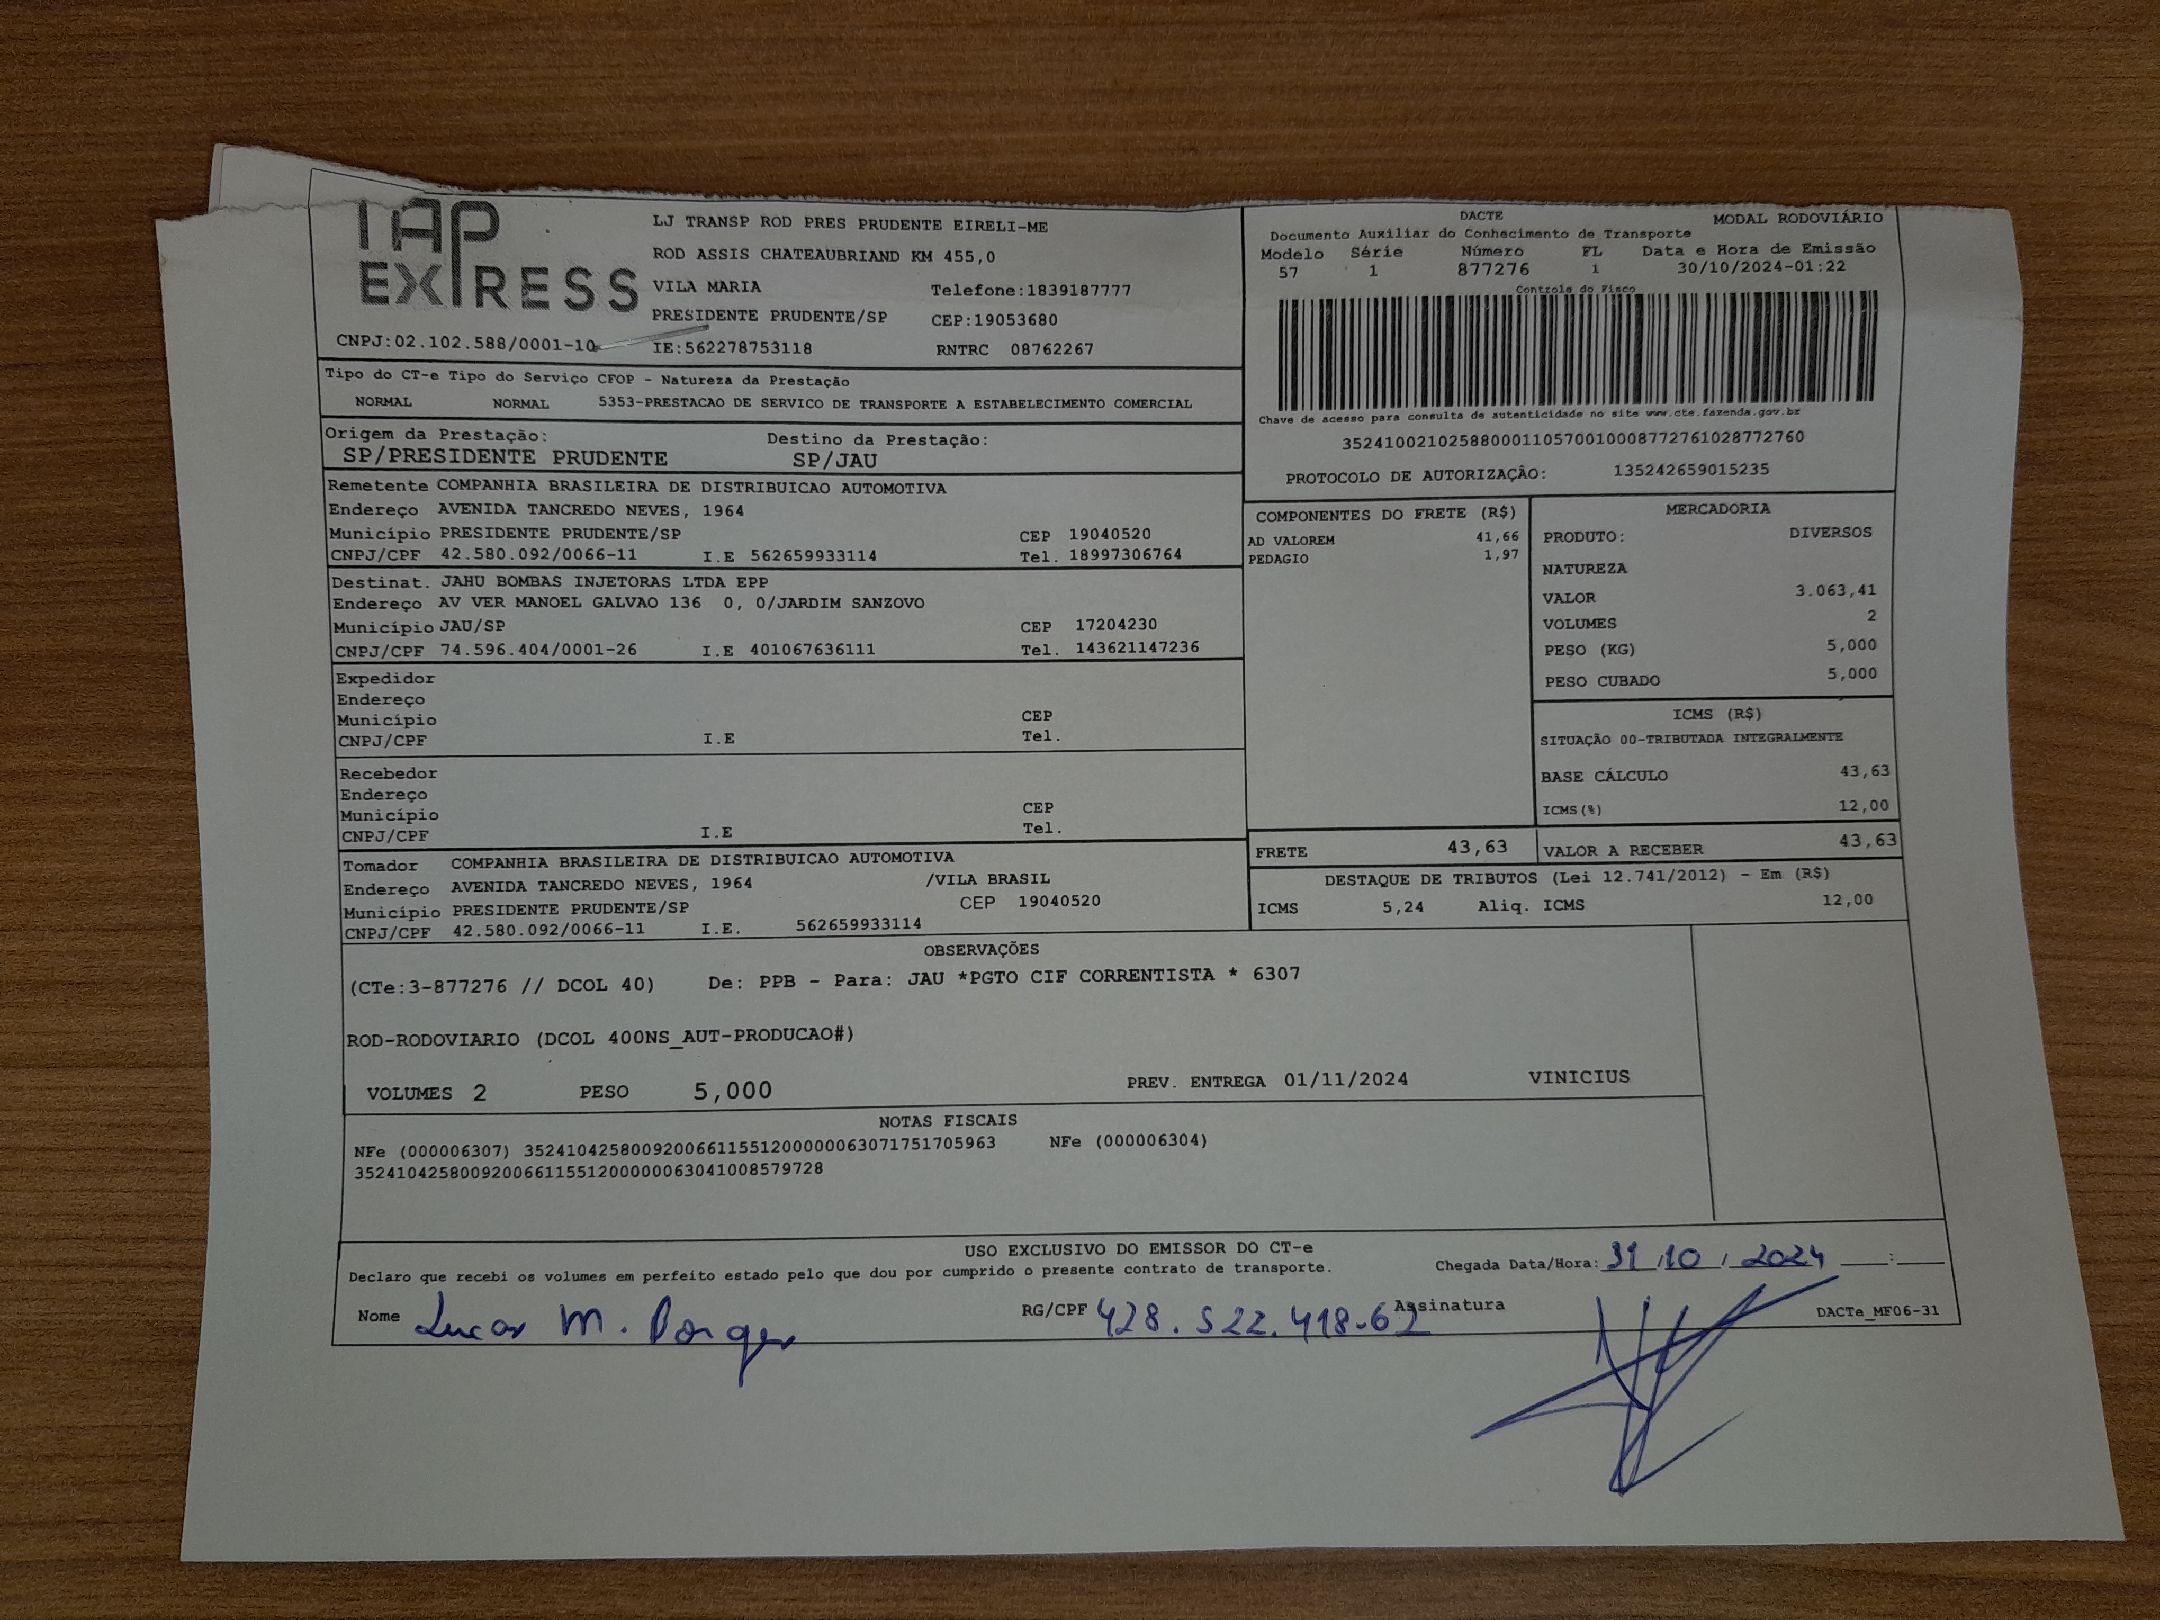 TAP
EXPRESS
LJ TRANSP ROD PRES PRUDENTE EIRELI-ME
ROD ASSIS CHATEAUBRIAND KM 455,0
VILA MARIA Telefone:1839187777
PRESIDENTE PRUDENTE/SP CEP:19053680
CNPJ:02.102.588/0001-10 IE:562278753118 RNTRC 08762267
DACTE MODAL RODOVIÁRIO
Documento Auxiliar do Conhecimento de Transporte
Modelo Série Número FL Data e Hora de Emissão
57 1 877276 1 30/10/2024-01:22
Controle do Fisco
Chave de acesso para consulta de autenticidade no site www.cte.fazenda.gov.br
35241002102588000110570010008772761028772760
PROTOCOLO DE AUTORIZAÇÃO: 135242659015235
Tipo do CT-e Tipo do Serviço CFOP - Natureza da Prestação
NORMAL NORMAL 5353-PRESTACAO DE SERVICO DE TRANSPORTE A ESTABELECIMENTO COMERCIAL
Origem da Prestação: Destino da Prestação:
SP/PRESIDENTE PRUDENTE SP/JAU
Remetente COMPANHIA BRASILEIRA DE DISTRIBUICAO AUTOMOTIVA
Endereço AVENIDA TANCREDO NEVES, 1964
Município PRESIDENTE PRUDENTE/SP CEP 19040520
CNPJ/CPF 42.580.092/0066-11 I.E 562659933114 Tel. 18997306764
Destinat. JAHU BOMBAS INJETORAS LTDA EPP
Endereço AV VER MANOEL GALVAO 136 0, 0/JARDIM SANZOVO
Município JAU/SP CEP 17204230
CNPJ/CPF 74.596.404/0001-26 I.E 401067636111 Tel. 143621147236
Expedidor
Endereço
Município CEP
CNPJ/CPF I.E Tel.
Recebedor
Endereço
Município CEP
CNPJ/CPF I.E Tel.
Tomador COMPANHIA BRASILEIRA DE DISTRIBUICAO AUTOMOTIVA
Endereço AVENIDA TANCREDO NEVES, 1964 /VILA BRASIL
Município PRESIDENTE PRUDENTE/SP CEP 19040520
CNPJ/CPF 42.580.092/0066-11 I.E. 562659933114
COMPONENTES DO FRETE (R$)
AD VALOREM 41,66
PEDAGIO 1,97
MERCADORIA
PRODUTO: DIVERSOS
NATUREZA
VALOR 3.063,41
VOLUMES 2
PESO (KG) 5,000
PESO CUBADO 5,000
ICMS (R$)
SITUAÇÃO 00-TRIBUTADA INTEGRALMENTE
BASE CÁLCULO 43,63
ICMS(%) 12,00
FRETE 43,63 VALOR A RECEBER 43,63
DESTAQUE DE TRIBUTOS (Lei 12.741/2012) - Em (R$)
ICMS 5,24 Aliq. ICMS 12,00
OBSERVAÇÕES
(CTe:3-877276 // DCOL 40) De: PPB - Para: JAU *PGTO CIF CORRENTISTA * 6307
ROD-RODOVIARIO (DCOL 400NS_AUT-PRODUCAO#)
VOLUMES 2 PESO 5,000 PREV. ENTREGA 01/11/2024 VINICIUS
NOTAS FISCAIS
NFe (000006307) 35241042580092006611551200000063071751705963 NFe (000006304)
35241042580092006611551200000063041008579728
USO EXCLUSIVO DO EMISSOR DO CT-e
Declaro que recebi os volumes em perfeito estado pelo que dou por cumprido o presente contrato de transporte. Chegada Data/Hora: 31/10/2024 :
Nome Lucas M. Borges RG/CPF 428.522.418-62 Assinatura DACTe_MF06-31